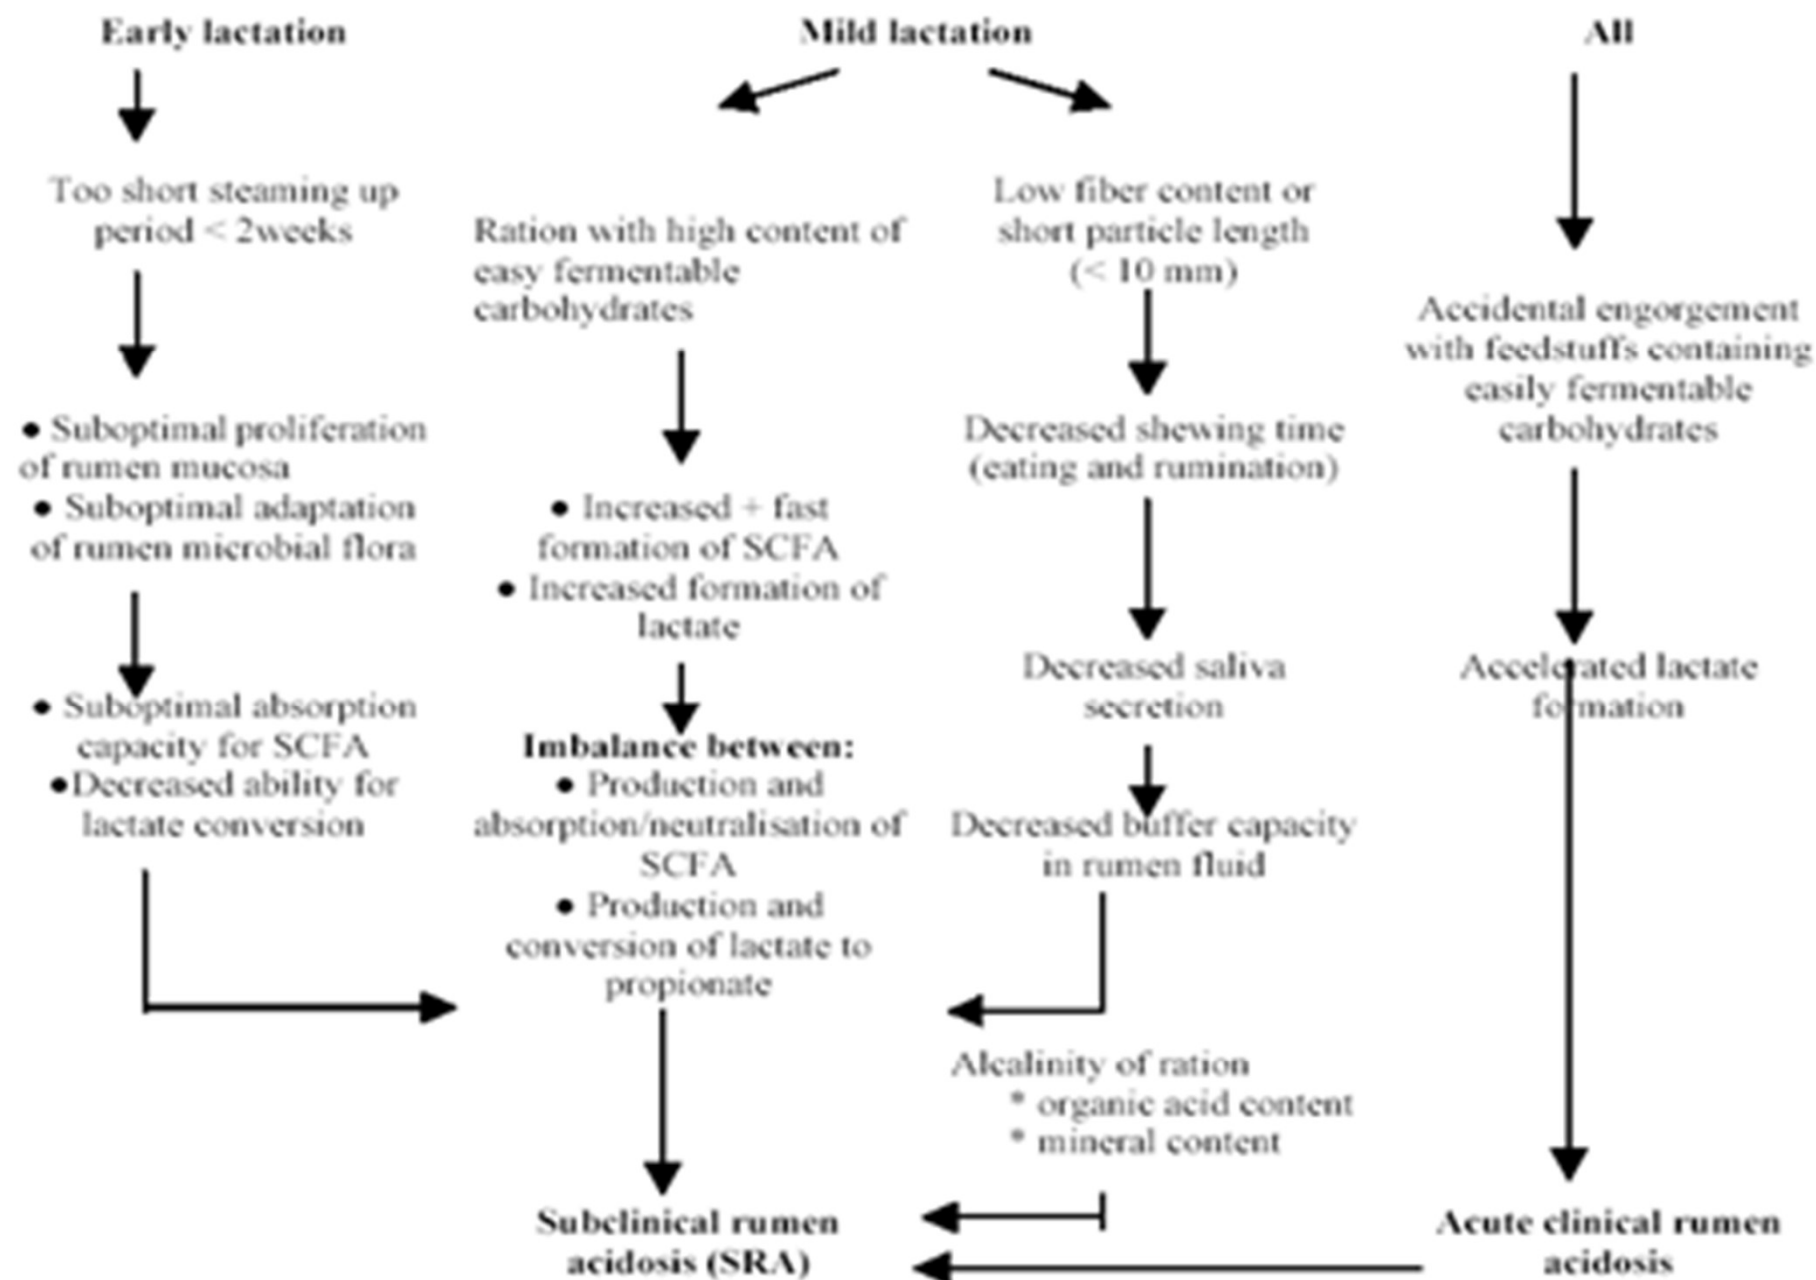 Early lactation
Too short steaming up
period < 2weeks
● Suboptimal proliferation
of rumen mucosa
● Suboptimal adaptation
of rumen microbial flora
● Suboptimal absorption
capacity for SCFA
●Decreased ability for
lactate conversion
Mild lactation
Ration with high content of
easy fermentable
carbohydrates
● Increased + fast
formation of SCFA
● Increased formation of
lactate
Imbalance between:
● Production and
absorption/neutralisation of
SCFA
● Production and
conversion of lactate to
propionate
Low fiber content or
short particle length
(< 10 mm)
Decreased shewing time
(eating and rumination)
Decreased saliva
secretion
Decreased buffer capacity
in rumen fluid
Alcalinity of ration
* organic acid content
* mineral content
Subclinical rumen
acidosis (SRA)
All
Accidental engorgement
with feedstuffs containing
easily fermentable
carbohydrates
Accelerated lactate
formation
Acute clinical rumen
acidosis